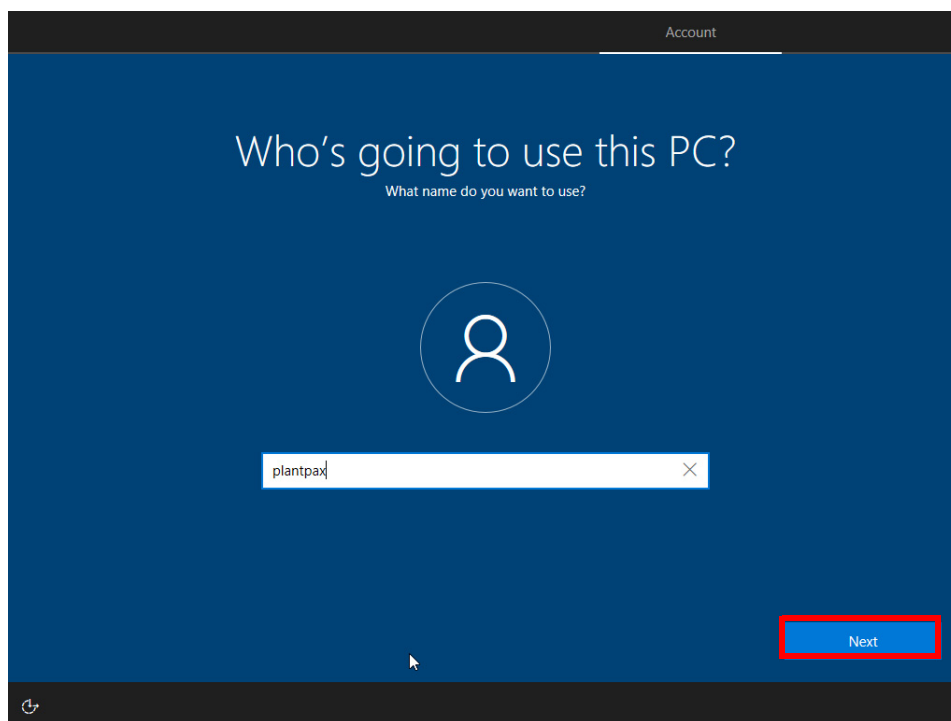 Account
Who's going to use this PC?
What name do you want to use?
plantpax
Next